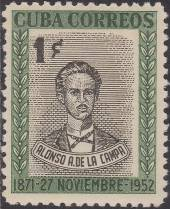 CUBA CORREOS
1¢
ALONSO A. DE LA CAMPA
1871-27 NOVIEMBRE-1952